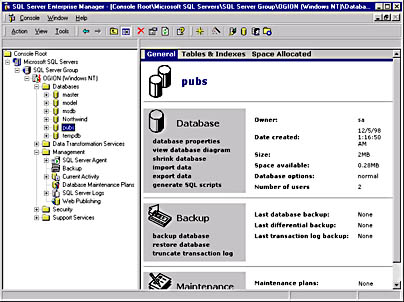 SQL Server Enterprise Manager - [Console Root\Microsoft SQL Servers\SQL Server Group\OGION (Windows NT)\Databa...
Console Window Help
Action View Tools
Console Root
Microsoft SQL Servers
SQL Server Group
OGION (Windows NT)
Databases
master
model
msdb
Northwind
pubs
tempdb
Data Transformation Services
Management
SQL Server Agent
Backup
Current Activity
Database Maintenance Plans
SQL Server Logs
Web Publishing
Security
Support Services
General Tables & Indexes Space Allocated
pubs
Database
database properties
view database diagram
shrink database
import data
export data
generate SQL scripts
Owner: sa
Date created: 12/5/98 1:16:50 AM
Size: 2MB
Space available: 0.28MB
Database options: normal
Number of users 2
Backup
backup database
restore database
truncate transaction log
Last database backup: None
Last differential backup: None
Last transaction log backup: None
Maintenance
Maintenance plans: None